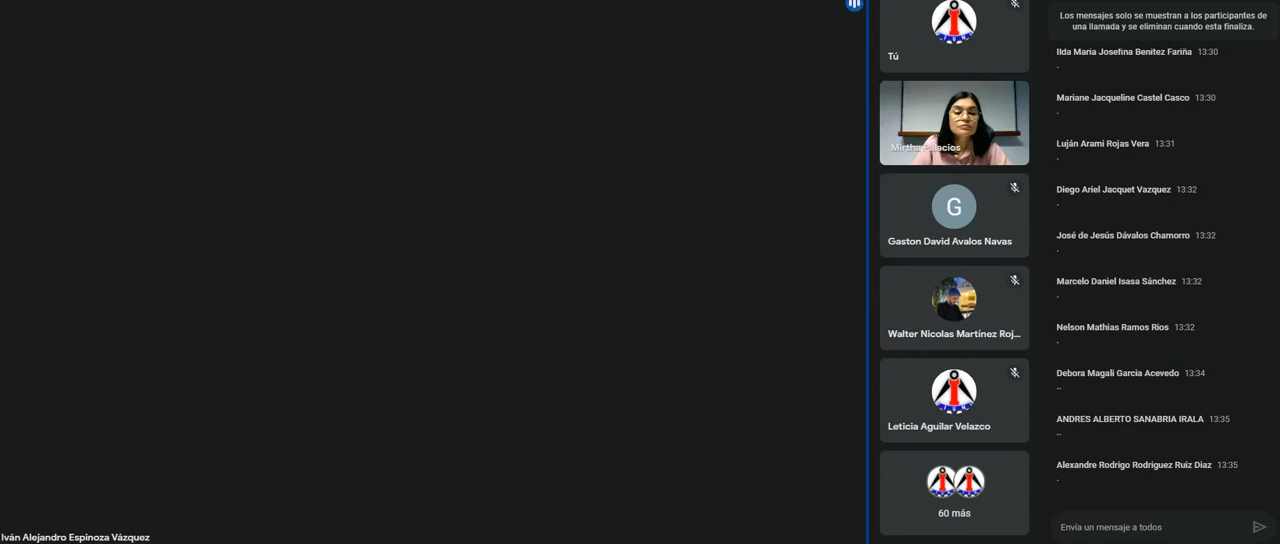 Iván Alejandro Espinoza Vázquez
Tú
Mirtha Palacios
G
Gaston David Avalos Navas
Walter Nicolas Martínez Roj...
Leticia Aguilar Velazco
60 más
Los mensajes solo se muestran a los participantes de
una llamada y se eliminan cuando esta finaliza.
Ilda Maria Josefina Benitez Fariña 13:30
.
Mariane Jacqueline Castel Casco 13:30
.
Luján Arami Rojas Vera 13:31
.
Diego Ariel Jacquet Vazquez 13:32
.
José de Jesús Dávalos Chamorro 13:32
.
Marcelo Daniel Isasa Sánchez 13:32
.
Nelson Mathias Ramos Rios 13:32
.
Debora Magali Garcia Acevedo 13:34
..
ANDRES ALBERTO SANABRIA IRALA 13:35
..
Alexandre Rodrigo Rodriguez Ruiz Diaz 13:35
.
Envía un mensaje a todos